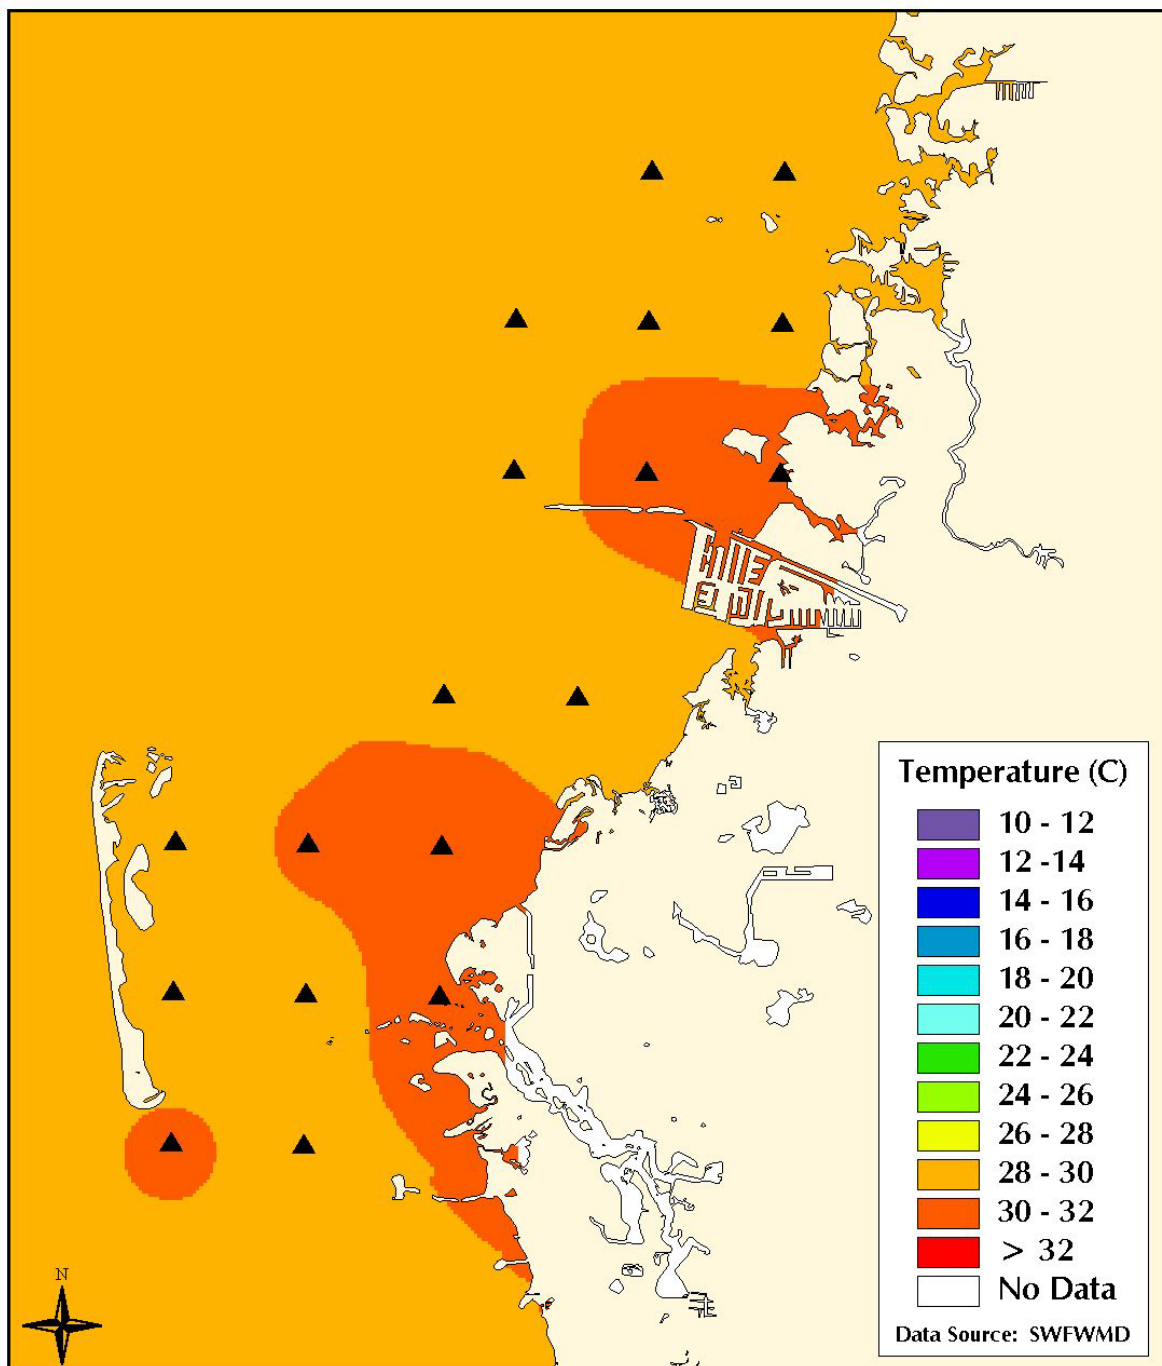 N
Temperature (C)
10 - 12
12 -14
14 - 16
16 - 18
18 - 20
20 - 22
22 - 24
24 - 26
26 - 28
28 - 30
30 - 32
> 32
No Data
Data Source: SWFWMD